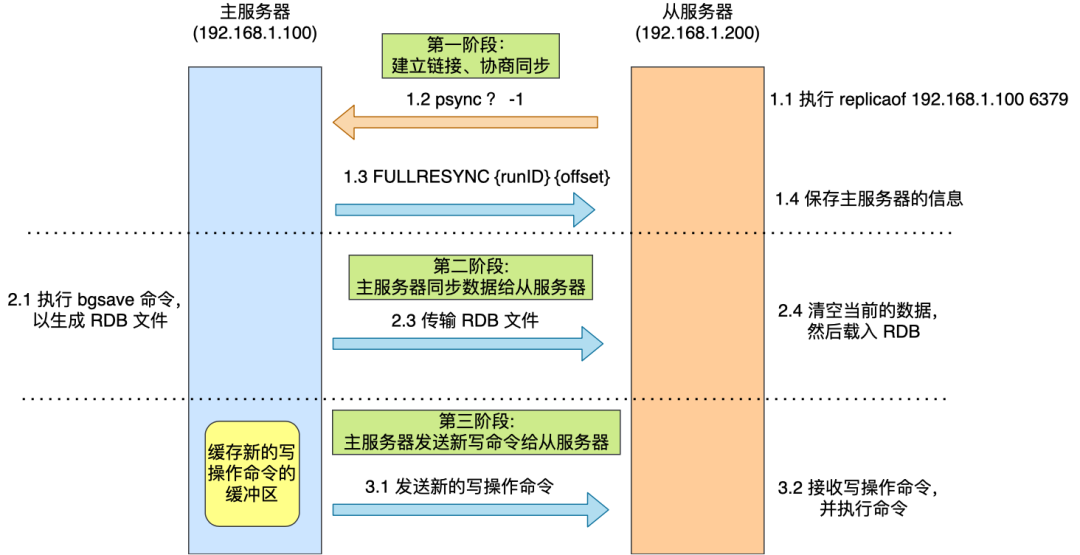 主服务器
(192.168.1.100)
从服务器
(192.168.1.200)
第一阶段：
建立链接、协商同步
1.1 执行 replicaof 192.168.1.100 6379
1.2 psync ? -1
1.3 FULLRESYNC {runID} {offset}
1.4 保存主服务器的信息
第二阶段：
主服务器同步数据给从服务器
2.1 执行 bgsave 命令，
以生成 RDB 文件
2.3 传输 RDB 文件
2.4 清空当前的数据，
然后载入 RDB
第三阶段：
主服务器发送新写命令给从服务器
缓存新的写
操作命令的
缓冲区
3.1 发送新的写操作命令
3.2 接收写操作命令，
并执行命令